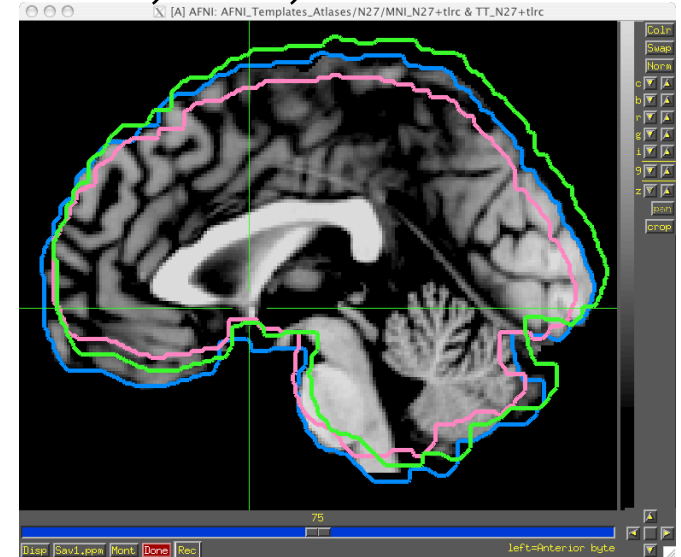 [A] AFNI: AFNI_Templates_Atlases/N27/MNI_N27+tlrc & TT_N27+tlrc
Colr
Swap
Norm
c
b
r
g
i
9
z
pan
crop
75
Disp Sav1.ppm Mont Done Rec
left=Anterior byte